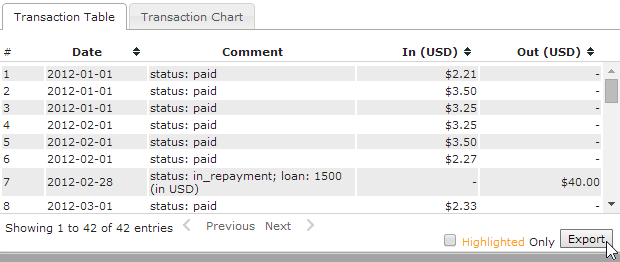 Transaction Table Transaction Chart
# Date Comment In (USD) Out (USD)
1 2012-01-01 status: paid $2.21 -
2 2012-01-01 status: paid $3.50 -
3 2012-01-01 status: paid $3.25 -
4 2012-02-01 status: paid $3.25 -
5 2012-02-01 status: paid $3.50 -
6 2012-02-01 status: paid $2.27 -
7 2012-02-28 status: in_repayment; loan: 1500 - $40.00
(in USD)
8 2012-03-01 status: paid $2.33 -
Showing 1 to 42 of 42 entries Previous Next
Highlighted Only Export